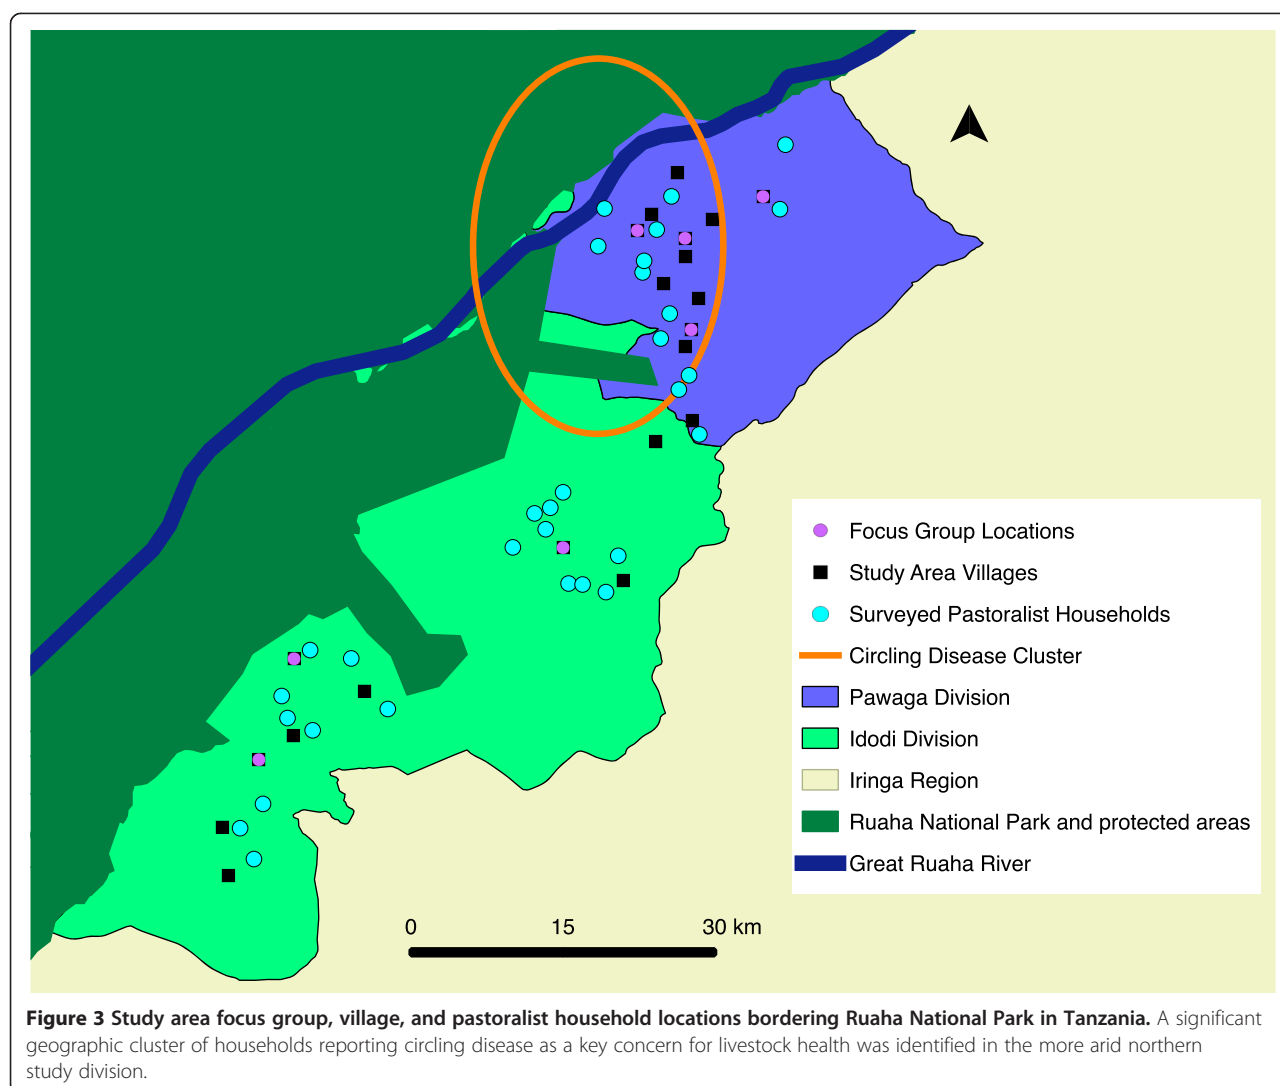 Focus Group Locations
Study Area Villages
Surveyed Pastoralist Households
Circling Disease Cluster
Pawaga Division
Idodi Division
Iringa Region
Ruaha National Park and protected areas
Great Ruaha River
0 15 30 km
Figure 3 Study area focus group, village, and pastoralist household locations bordering Ruaha National Park in Tanzania. A significant
geographic cluster of households reporting circling disease as a key concern for livestock health was identified in the more arid northern
study division.